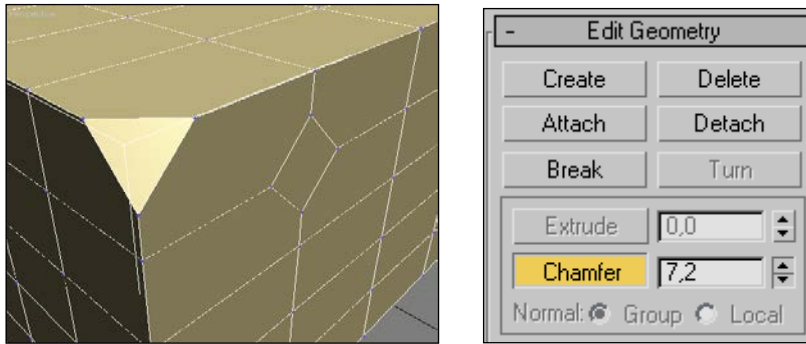 - Edit Geometry
Create Delete
Attach Detach
Break Turn
Extrude 0,0
Chamfer 7,2
Normal: Group Local